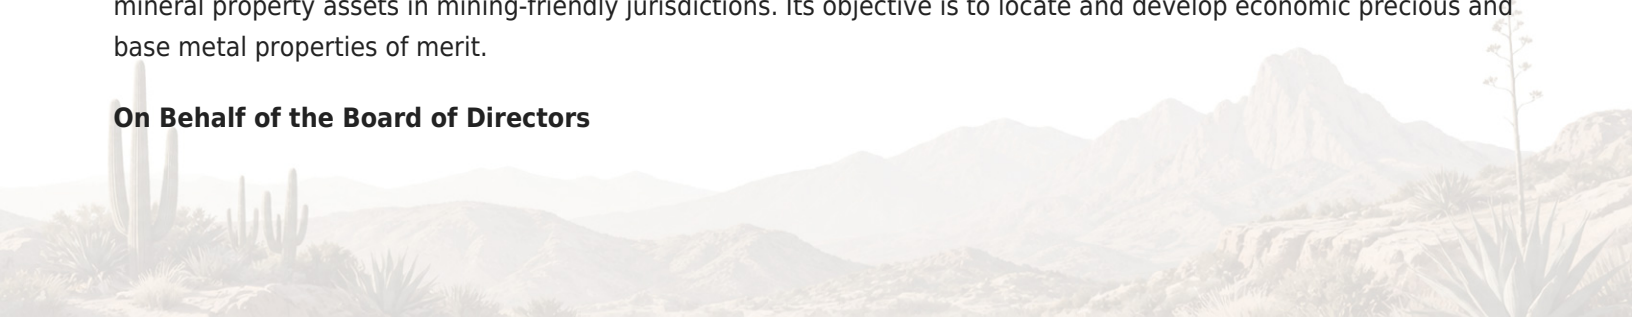 mineral property assets in mining-friendly jurisdictions. Its objective is to locate and develop economic precious and
base metal properties of merit.
On Behalf of the Board of Directors